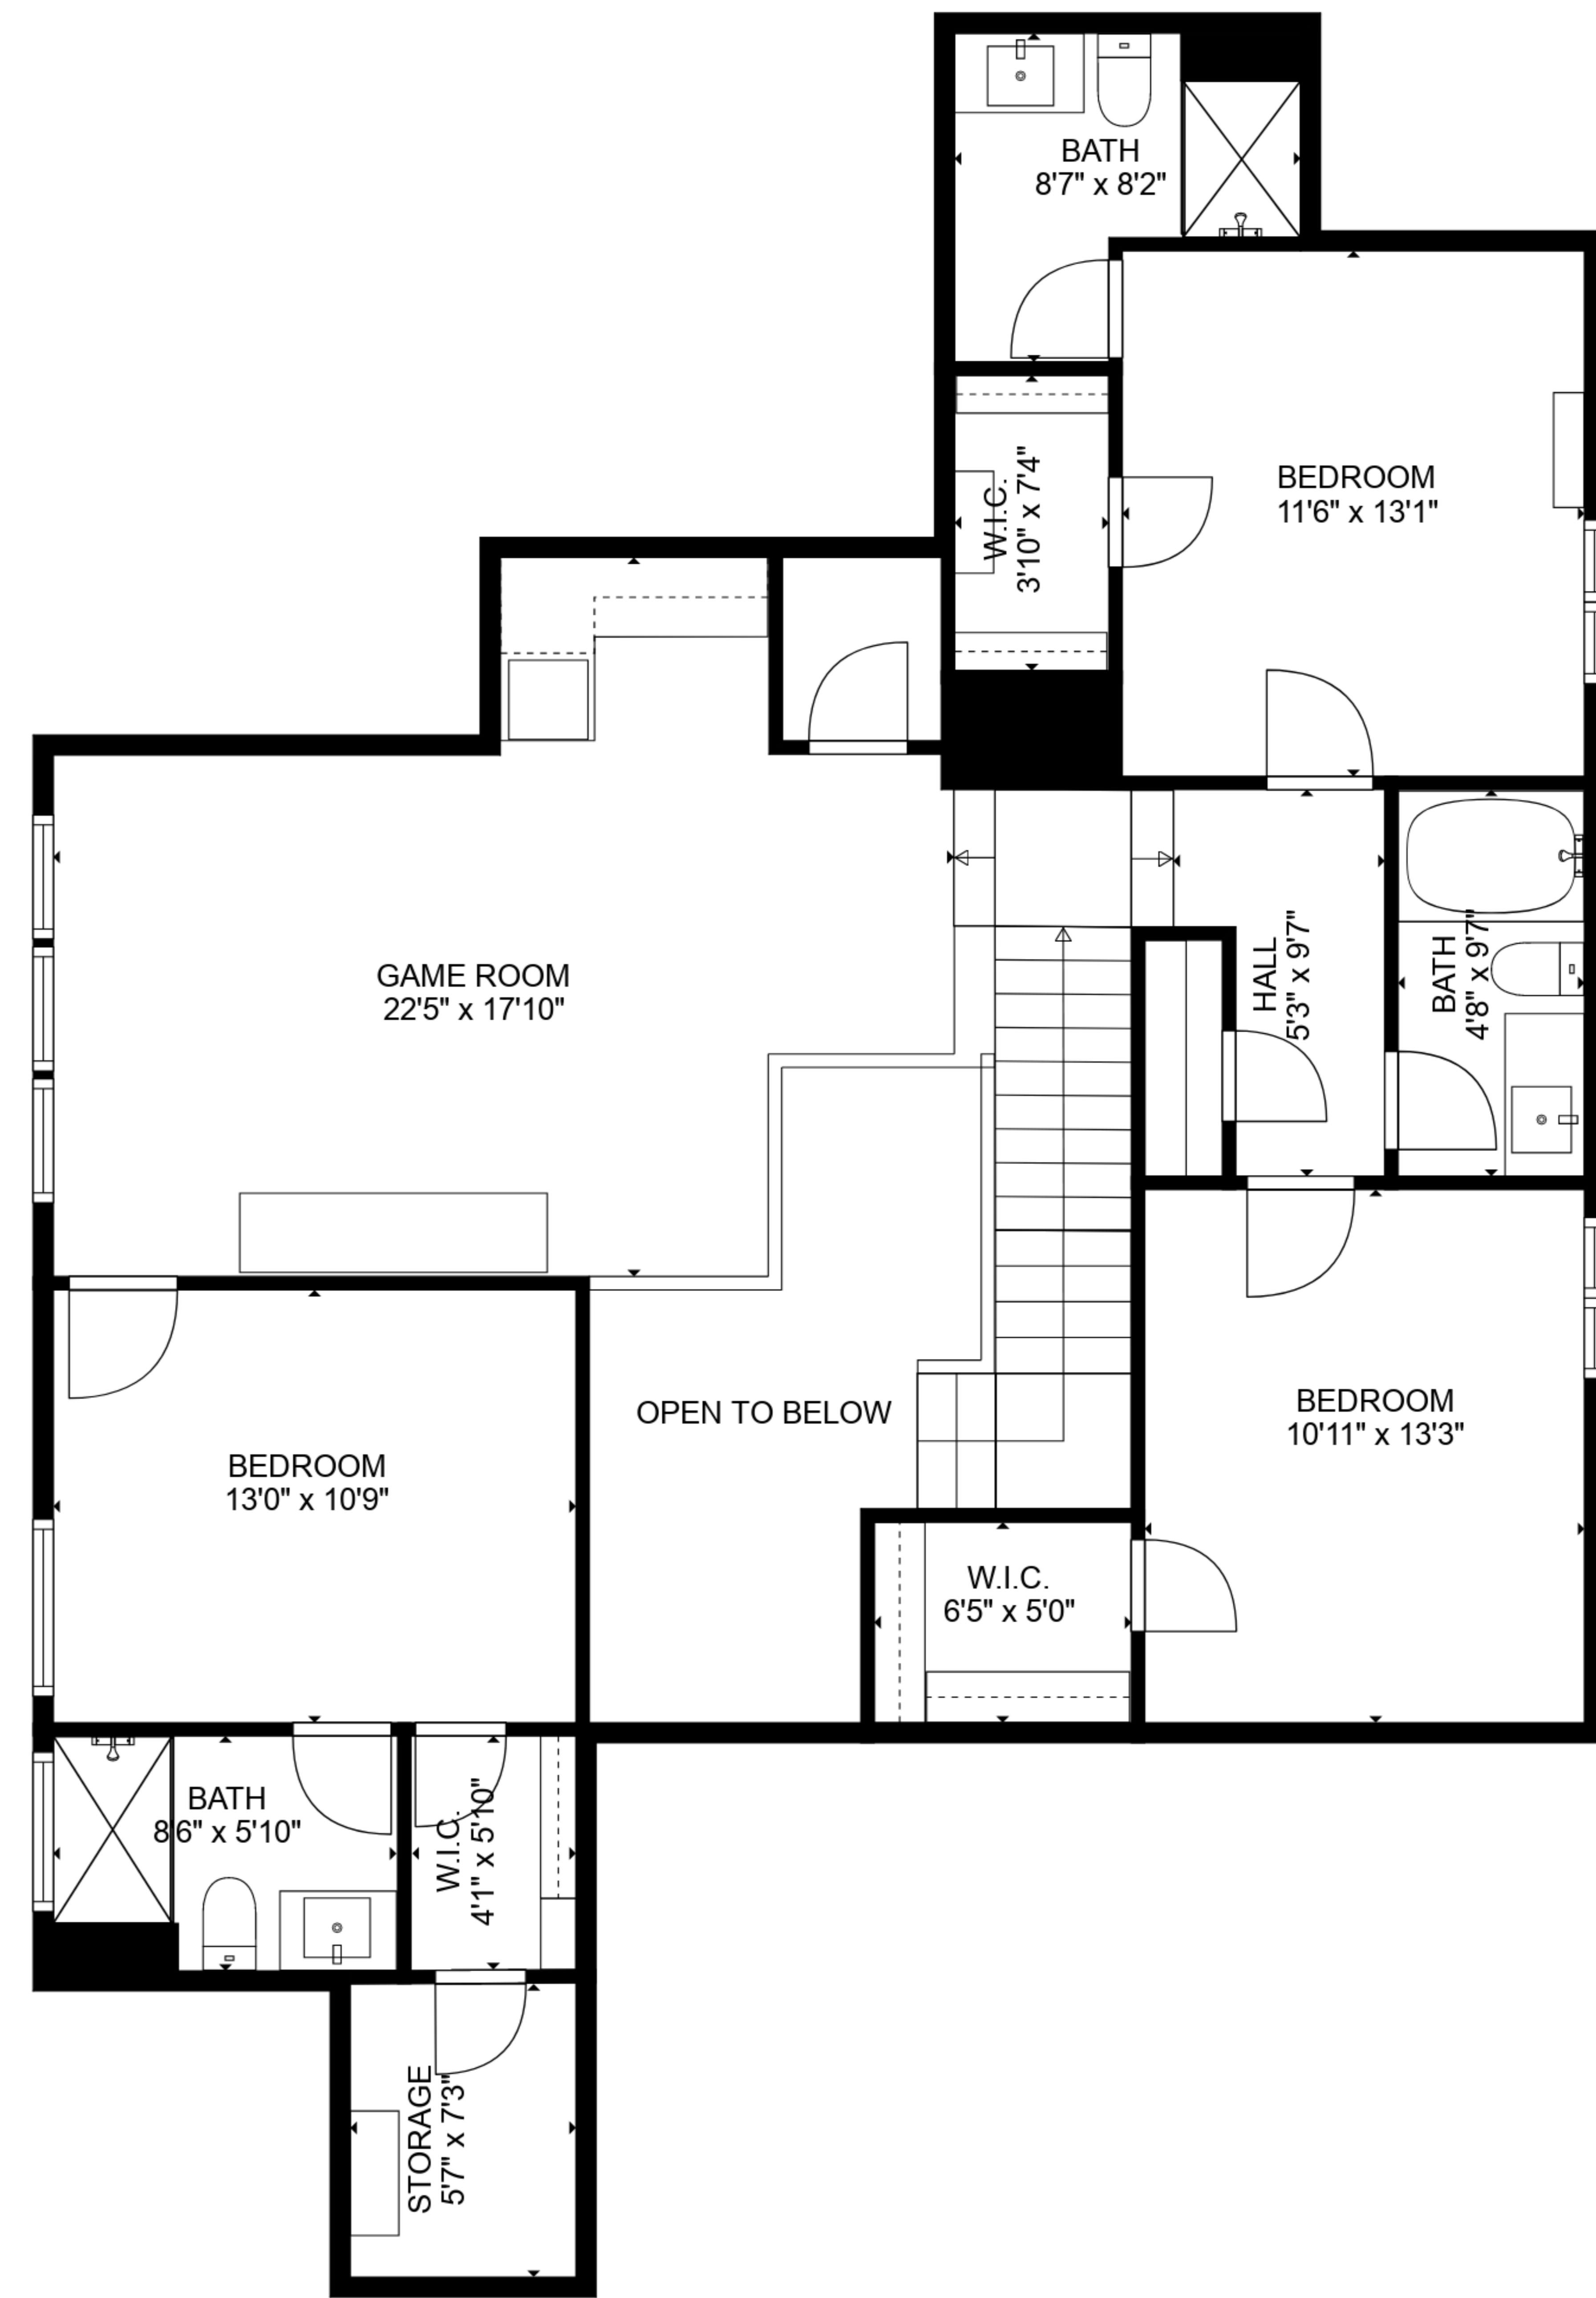 BATH
8'7" x 8'2"
W.I.C.
3'10" x 7'4"
BEDROOM
11'6" x 13'1"
GAME ROOM
22'5" x 17'10"
HALL
5'3" x 9'7"
BATH
4'8" x 9'7"
OPEN TO BELOW
BEDROOM
10'11" x 13'3"
BEDROOM
13'0" x 10'9"
W.I.C.
6'5" x 5'0"
BATH
8'6" x 5'10"
W.I.C.
4'1" x 5'10"
STORAGE
5'7" x 7'3"